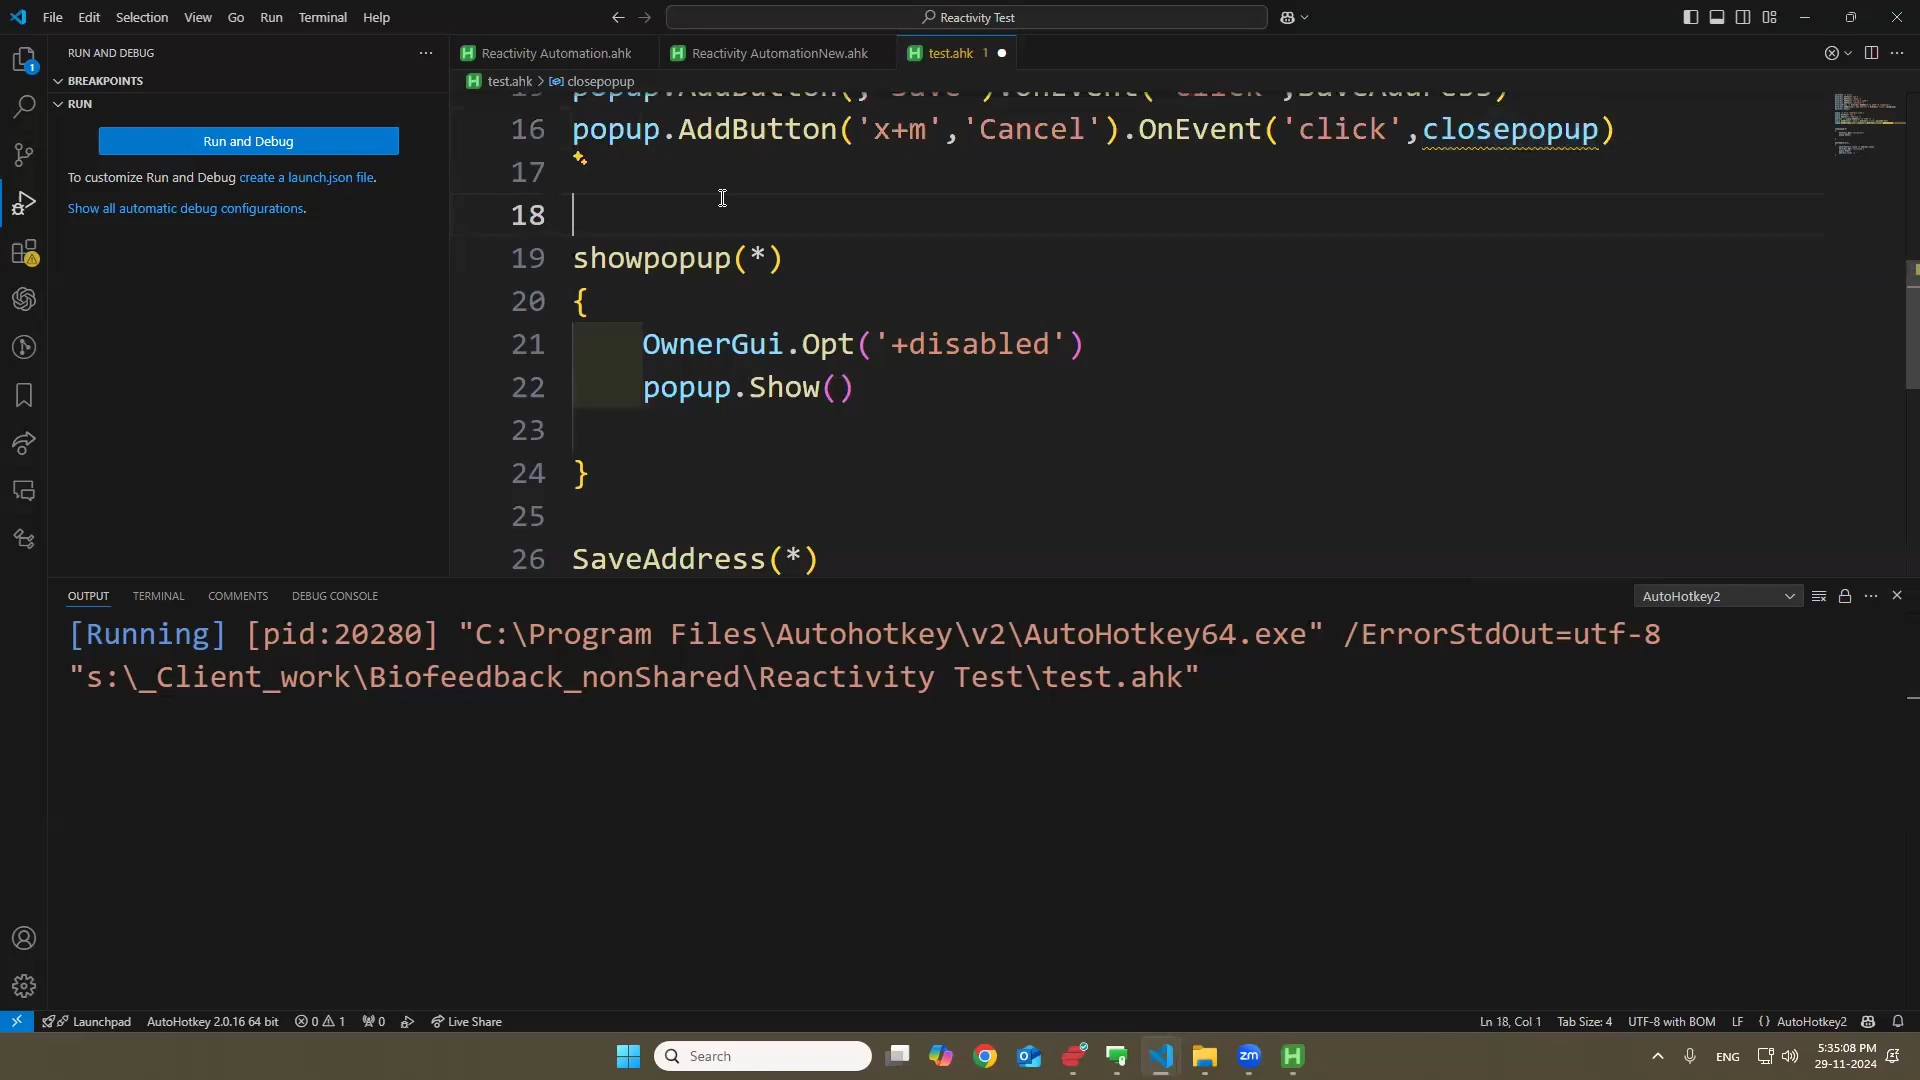 File Edit Selection View Go Run Terminal Help
Reactivity Test
RUN AND DEBUG
BREAKPOINTS
RUN
Run and Debug
To customize Run and Debug create a launch.json file.
Show all automatic debug configurations.
1
Reactivity Automation.ahk
Reactivity AutomationNew.ahk
test.ahk 1
test.ahk > closepopup
16 popup.AddButton('x+m','Cancel').OnEvent('click',closepopup)
17
18
19 showpopup(*)
20 {
21 OwnerGui.Opt('+disabled')
22 popup.Show()
23
24 }
25
26 SaveAddress(*)
OUTPUT TERMINAL COMMENTS DEBUG CONSOLE
AutoHotkey2
[Running] [pid:20280] "C:\Program Files\Autohotkey\v2\AutoHotkey64.exe" /ErrorStdOut=utf-8
"s:\_Client_work\Biofeedback_nonShared\Reactivity Test\test.ahk"
Launchpad AutoHotkey 2.0.16 64 bit 0 1 0 Live Share
Ln 18, Col 1 Tab Size: 4 UTF-8 with BOM LF {} AutoHotkey2
Search
zm
H
ENG
5:35:08 PM
29-11-2024